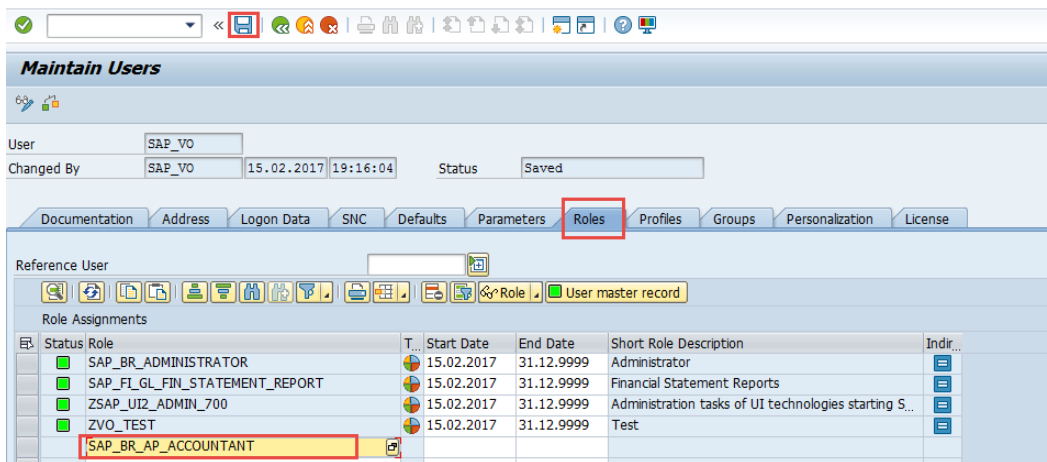 Maintain Users
User SAP_VO
Changed By SAP_VO 15.02.2017 19:16:04 Status Saved
Documentation Address Logon Data SNC Defaults Parameters Roles Profiles Groups Personalization License
Reference User
Role User master record
Role Assignments
Status Role T... Start Date End Date Short Role Description Indir...
SAP_BR_ADMINISTRATOR 15.02.2017 31.12.9999 Administrator
SAP_FI_GL_FIN_STATEMENT_REPORT 15.02.2017 31.12.9999 Financial Statement Reports
ZSAP_UI2_ADMIN_700 15.02.2017 31.12.9999 Administration tasks of UI technologies starting S...
ZVO_TEST 15.02.2017 31.12.9999 Test
SAP_BR_AP_ACCOUNTANT